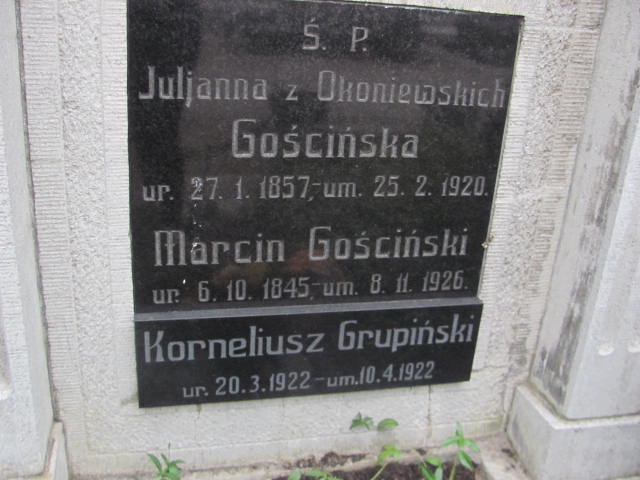 Ś. P.
Juljanna z Okoniewskich
Gościńska
ur. 27. 1. 1857,-um. 25. 2. 1920.
Marcin Gościński
ur. 6. 10. 1845,-um. 8. 11. 1926.
Korneliusz Grupiński
ur. 20.3.1922-um.10.4.1922